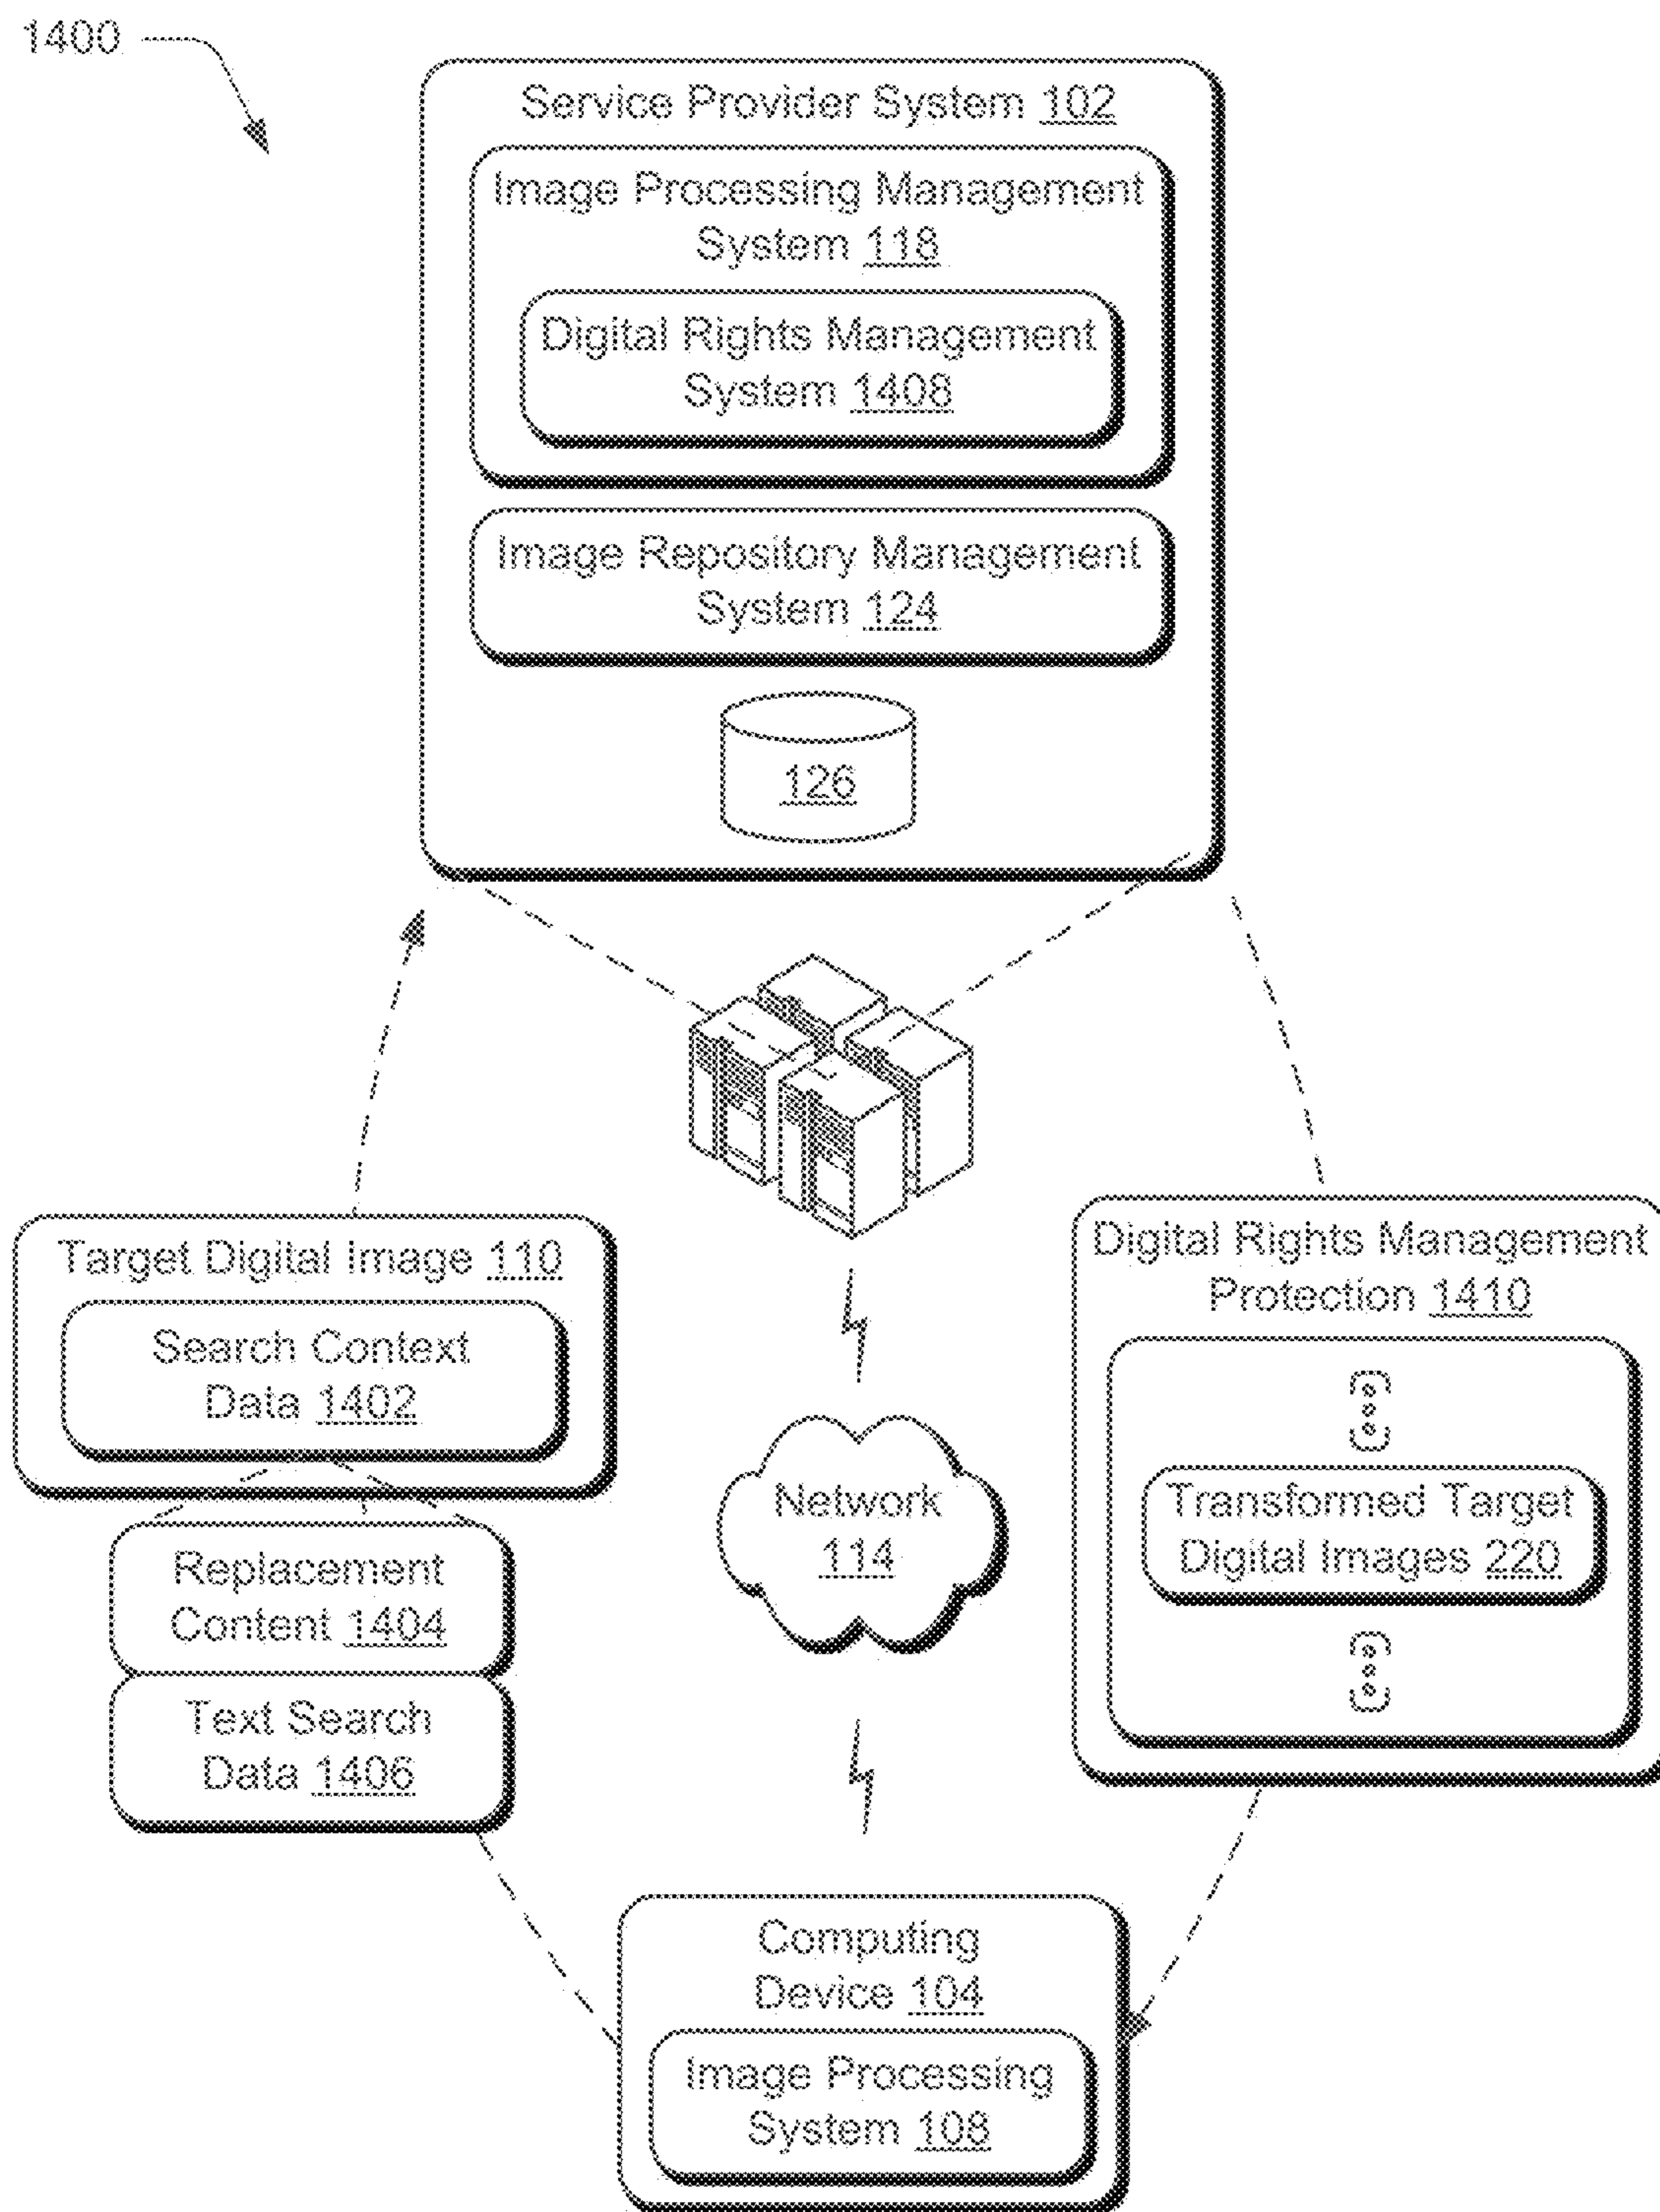 1400
Service Provider System 102
Image Processing Management
System 118
Digital Rights Management
System 1408
Image Repository Management
System 124
126
Target Digital Image 110
Search Context
Data 1402
Replacement
Content 1404
Text Search
Data 1406
Network
114
Digital Rights Management
Protection 1410
Transformed Target
Digital Images 220
Computing
Device 104
Image Processing
System 108